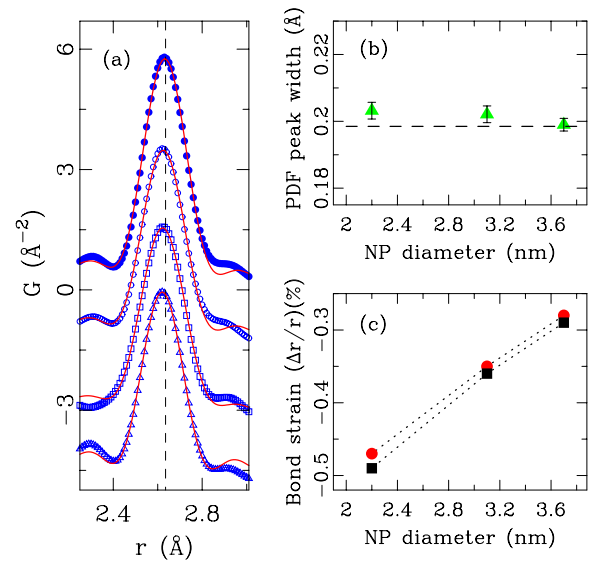 (a)
6
3
0
−3
G (Å⁻²)
2.4
2.8
r (Å)
(b)
0.22
0.2
0.18
PDF peak width (Å)
2
2.4
2.8
3.2
3.6
NP diameter (nm)
(c)
−0.3
−0.4
−0.5
Bond strain (Δr/r)(%)
2
2.4
2.8
3.2
3.6
NP diameter (nm)